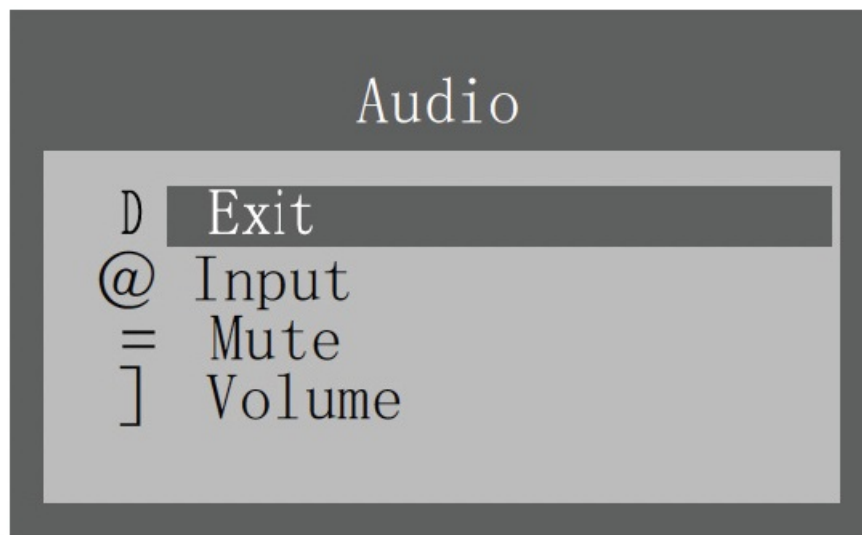 Audio
D Exit
@ Input
= Mute
] Volume